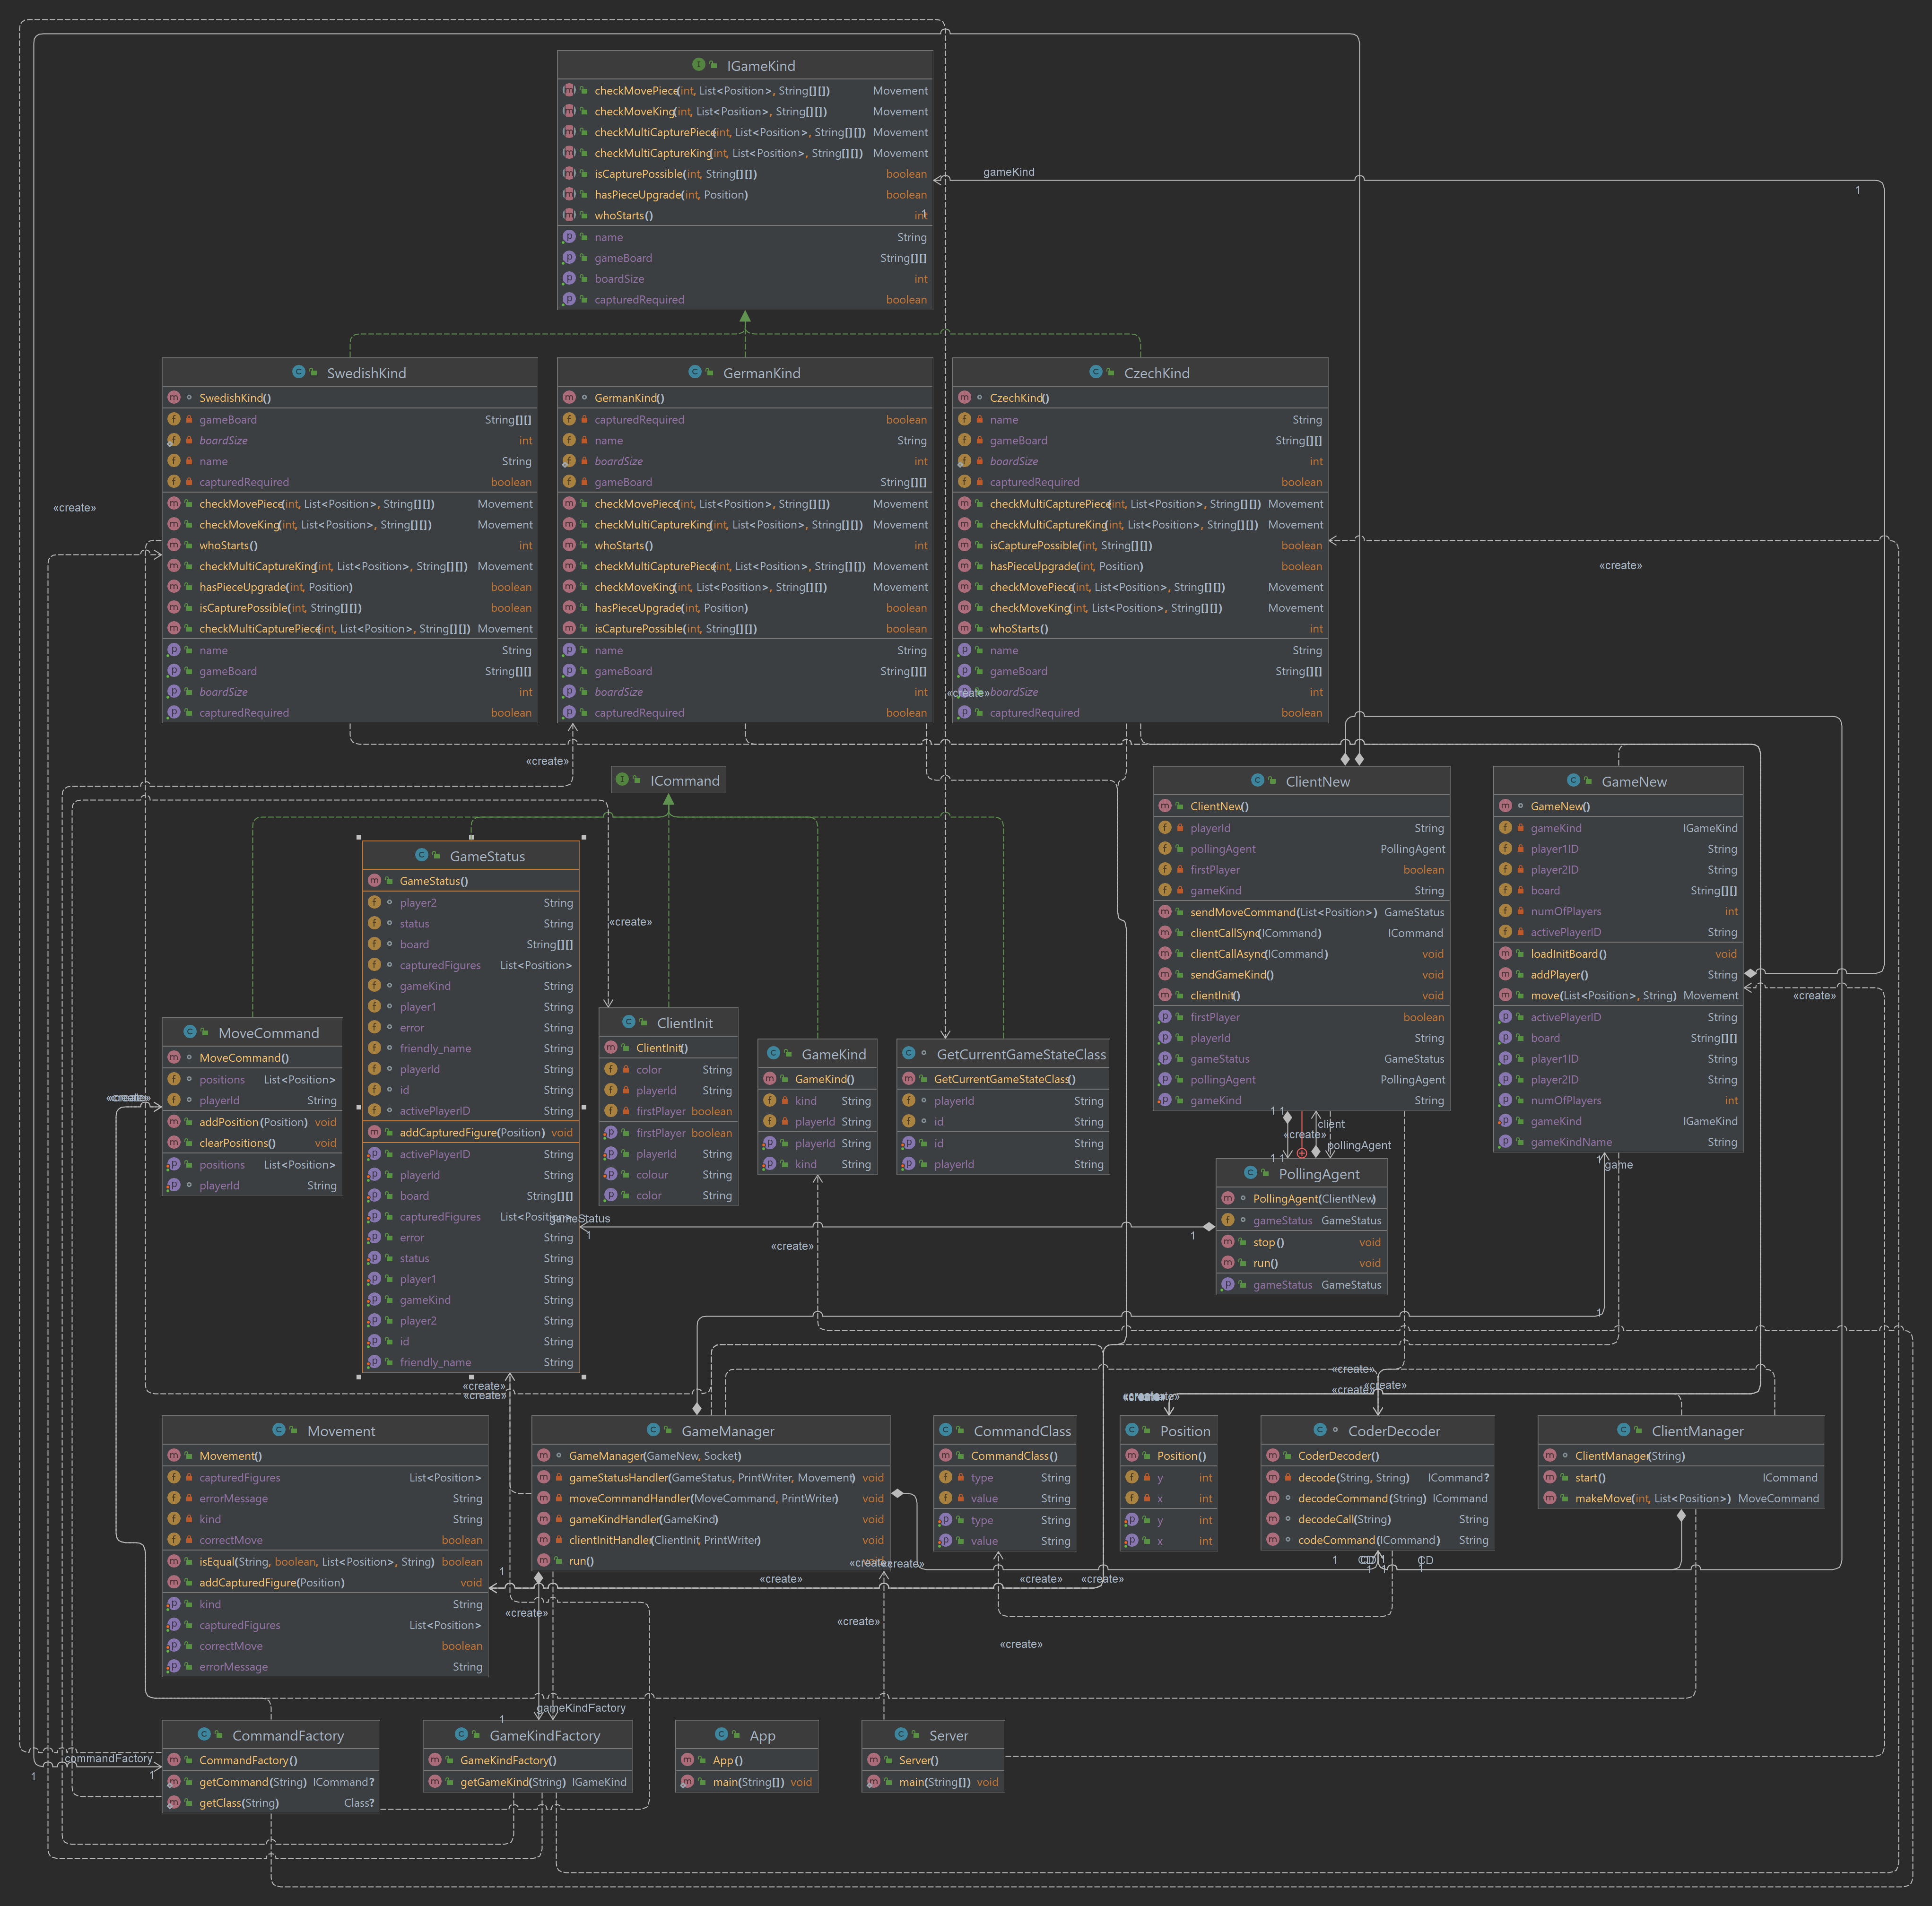 IGameKind
checkMovePiece(int, List<Position>, String[][]) Movement
checkMoveKing(int, List<Position>, String[][]) Movement
checkMultiCapturePiece(int, List<Position>, String[][]) Movement
checkMultiCaptureKing(int, List<Position>, String[][]) Movement
isCapturePossible(int, String[][]) boolean
hasPieceUpgrade(int, Position) boolean
whoStarts() int
1
name String
gameBoard String[][]
boardSize int
capturedRequired boolean
gameKind
1
SwedishKind
SwedishKind()
gameBoard String[][]
boardSize int
name String
capturedRequired boolean
checkMovePiece(int, List<Position>, String[][]) Movement
checkMoveKing(int, List<Position>, String[][]) Movement
whoStarts() int
checkMultiCaptureKing(int, List<Position>, String[][]) Movement
hasPieceUpgrade(int, Position) boolean
isCapturePossible(int, String[][]) boolean
checkMultiCapturePiece(int, List<Position>, String[][]) Movement
name String
gameBoard String[][]
boardSize int
capturedRequired boolean
GermanKind
GermanKind()
capturedRequired boolean
name String
boardSize int
gameBoard String[][]
checkMovePiece(int, List<Position>, String[][]) Movement
checkMultiCaptureKing(int, List<Position>, String[][]) Movement
whoStarts() int
checkMultiCapturePiece(int, List<Position>, String[][]) Movement
checkMoveKing(int, List<Position>, String[][]) Movement
hasPieceUpgrade(int, Position) boolean
isCapturePossible(int, String[][]) boolean
name String
gameBoard String[][]
boardSize int
capturedRequired boolean
CzechKind
CzechKind()
name String
gameBoard String[][]
boardSize int
capturedRequired boolean
checkMultiCapturePiece(int, List<Position>, String[][]) Movement
checkMultiCaptureKing(int, List<Position>, String[][]) Movement
isCapturePossible(int, String[][]) boolean
hasPieceUpgrade(int, Position) boolean
checkMovePiece(int, List<Position>, String[][]) Movement
checkMoveKing(int, List<Position>, String[][]) Movement
whoStarts() int
name String
gameBoard String[][]
boardSize int
capturedRequired boolean
«create»
«create»
«create»
«create»
ICommand
GameStatus
GameStatus()
player2 String
status String
board String[][]
capturedFigures List<Position>
gameKind String
player1 String
error String
friendly_name String
playerId String
id String
activePlayerID String
addCapturedFigure(Position) void
activePlayerID String
playerId String
board String[][]
capturedFigures List<Position>
error String
status String
player1 String
gameKind String
player2 String
id String
friendly_name String
«create»
MoveCommand
MoveCommand()
positions List<Position>
playerId String
addPosition(Position) void
clearPositions() void
positions List<Position>
playerId String
«create»
ClientInit
ClientInit()
color String
playerId String
firstPlayer boolean
firstPlayer boolean
playerId String
colour String
color String
GameKind
GameKind()
kind String
playerId String
playerId String
kind String
GetCurrentGameStateClass
GetCurrentGameStateClass()
playerId String
id String
id String
playerId String
ClientNew
ClientNew()
playerId String
pollingAgent PollingAgent
firstPlayer boolean
gameKind String
sendMoveCommand(List<Position>) GameStatus
clientCallSync(ICommand) ICommand
clientCallAsync(ICommand) void
sendGameKind() void
clientInit() void
firstPlayer boolean
playerId String
gameStatus GameStatus
pollingAgent PollingAgent
gameKind String
GameNew
GameNew()
gameKind IGameKind
player1ID String
player2ID String
board String[][]
numOfPlayers int
activePlayerID String
loadInitBoard() void
addPlayer() String
move(List<Position>, String) Movement
activePlayerID String
board String[][]
player1ID String
player2ID String
numOfPlayers int
gameKind IGameKind
gameKindName String
«create»
1 1
client
«create»
pollingAgent
1 1
1
game
PollingAgent
PollingAgent(ClientNew)
gameStatus GameStatus
stop() void
run() void
gameStatus GameStatus
gameStatus
1
1
«create»
1
«create»
«create»
«create»
«create»
«create»
«create»
Movement
Movement()
capturedFigures List<Position>
errorMessage String
kind String
correctMove boolean
isEqual(String, boolean, List<Position>, String) boolean
addCapturedFigure(Position) void
kind String
capturedFigures List<Position>
correctMove boolean
errorMessage String
GameManager
GameManager(GameNew, Socket)
gameStatusHandler(GameStatus, PrintWriter, Movement) void
moveCommandHandler(MoveCommand, PrintWriter) void
gameKindHandler(GameKind) void
clientInitHandler(ClientInit, PrintWriter) void
run() void
CommandClass
CommandClass()
type String
value String
type String
value String
Position
Position()
y int
x int
y int
x int
CoderDecoder
CoderDecoder()
decode(String, String) ICommand?
decodeCommand(String) ICommand
decodeCall(String) String
codeCommand(ICommand) String
ClientManager
ClientManager(String)
start() ICommand
makeMove(int, List<Position>) MoveCommand
«create»
«create»
1
CD
1
CD
1
1
1
«create»
«create»
«create»
«create»
«create»
«create»
gameKindFactory
1
CommandFactory
CommandFactory()
getCommand(String) ICommand?
getClass(String) Class?
commandFactory
1
1
GameKindFactory
GameKindFactory()
getGameKind(String) IGameKind
App
App()
main(String[]) void
Server
Server()
main(String[]) void